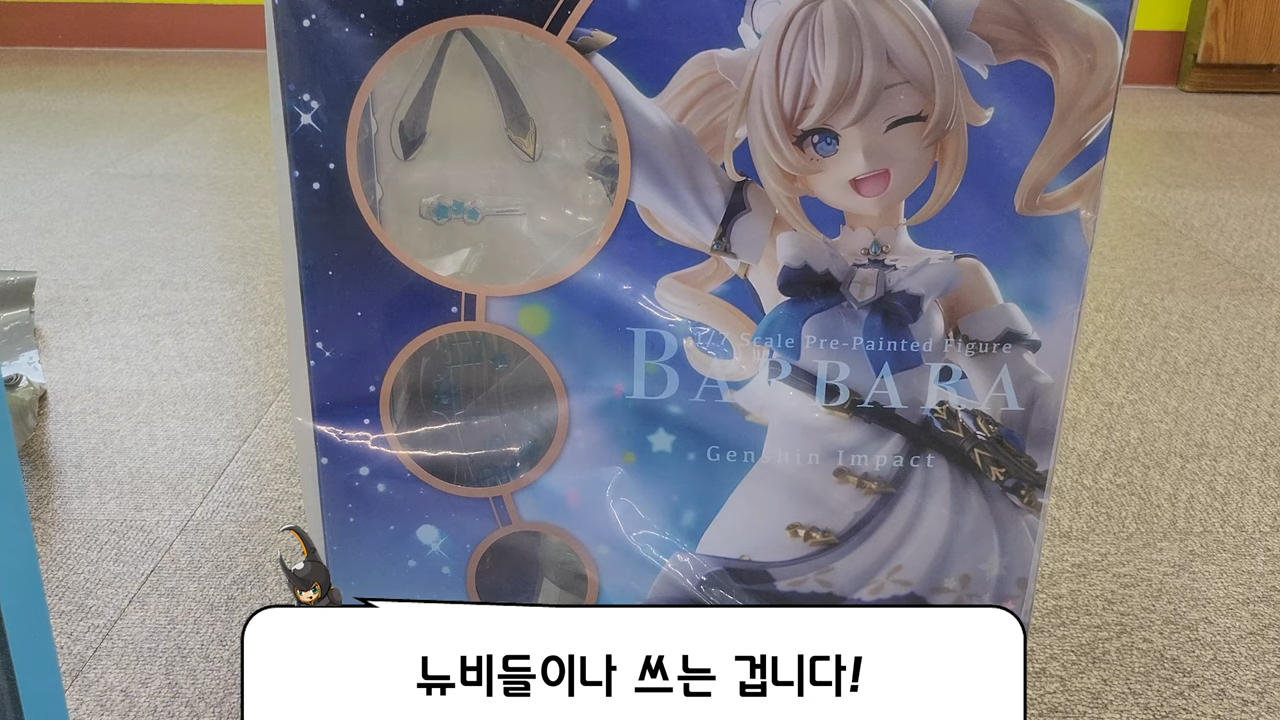 1/7 Scale Pre-Painted Figure
BARBARA
Genshin Impact
뉴비들이나 쓰는 겁니다!